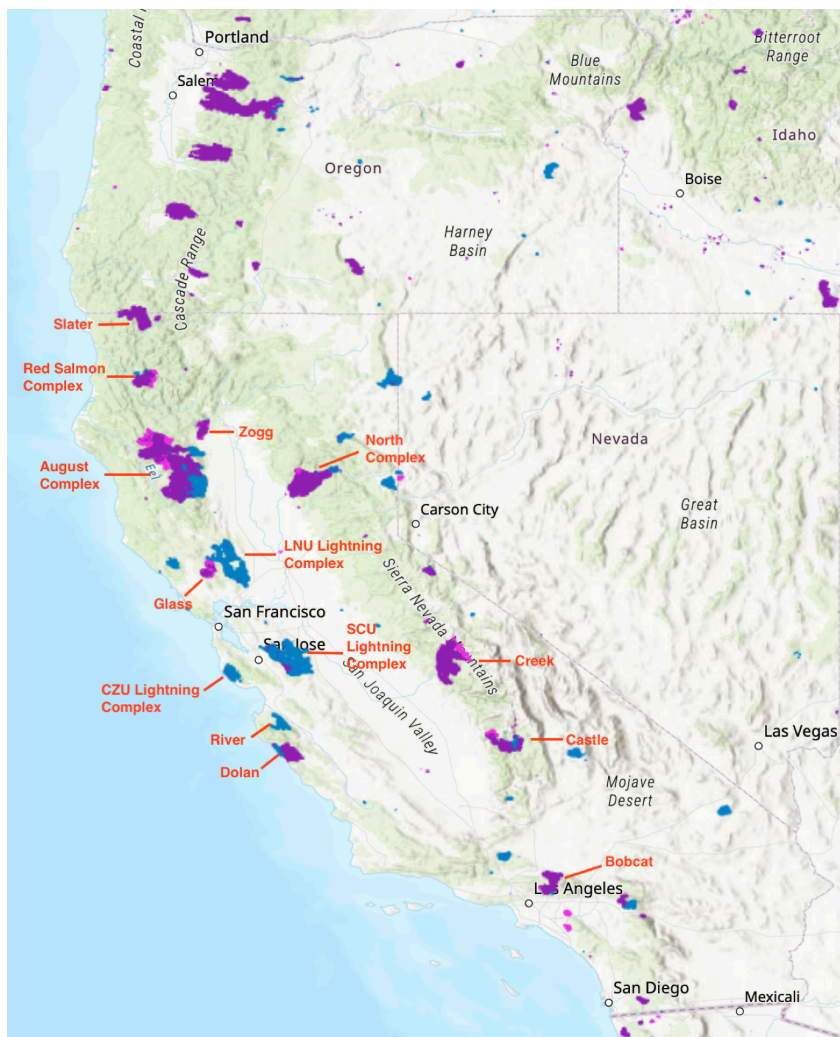 Coastal
Portland
Salem
Blue
Mountains
Bitterroot
Range
Idaho
Oregon
Boise
Harney
Basin
Cascade Range
Slater
Red Salmon
Complex
Zogg
North
Complex
Nevada
August
Complex
Eel
Great
Basin
Carson City
LNU Lightning
Complex
Glass
Sierra Nevada Mountains
San Francisco
SCU
Lightning
Complex
San Jose
Creek
CZU Lightning
Complex
San Joaquin Valley
River
Castle
Las Vegas
Dolan
Mojave
Desert
Bobcat
Los Angeles
San Diego
Mexicali